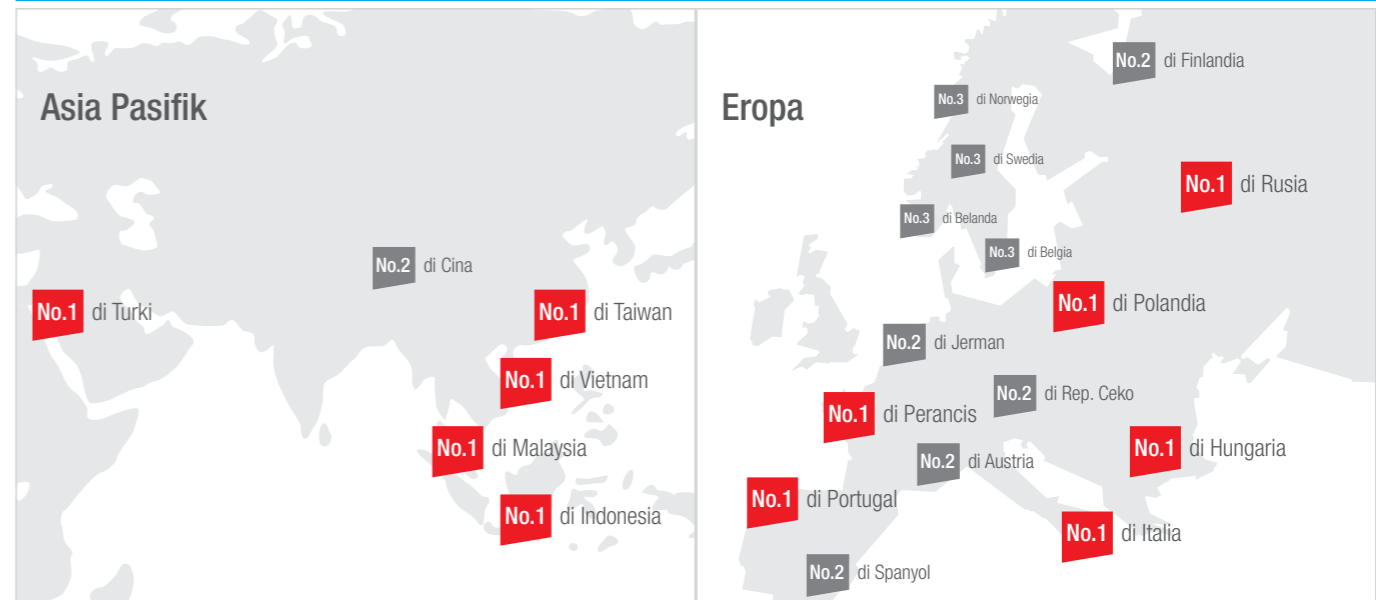 Asia Pasifik
No.2 di Cina
No.1 di Turki
No.1 di Taiwan
No.1 di Vietnam
No.1 di Malaysia
No.1 di Indonesia
Eropa
No.2 di Finlandia
No.3 di Norwegia
No.3 di Swedia
No.1 di Rusia
No.3 di Belanda
No.3 di Belgia
No.1 di Polandia
No.2 di Jerman
No.2 di Rep. Ceko
No.1 di Perancis
No.1 di Hungaria
No.2 di Austria
No.1 di Portugal
No.1 di Italia
No.2 di Spanyol